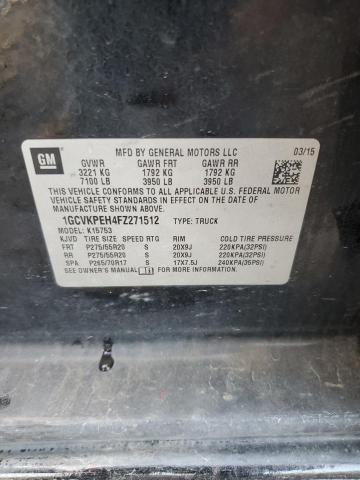 GM
MFD BY GENERAL MOTORS LLC 03/15
GVWR GAWR FRT GAWR RR
3221 KG 1792 KG 1792 KG
7100 LB 3950 LB 3950 LB
THIS VEHICLE CONFORMS TO ALL APPLICABLE U.S. FEDERAL MOTOR
VEHICLE SAFETY STANDARDS IN EFFECT ON THE DATE OF
MANUFACTURE SHOWN ABOVE.
1GCVKPEH4FZ271512 TYPE: TRUCK
MODEL: K15753
KJVD TIRE SIZE SPEED RTG RIM COLD TIRE PRESSURE
FRT P275/55R20 S 20X9J 220KPA(32PSI)
RR P275/55R20 S 20X9J 220KPA(32PSI)
SPA P265/70R17 S 17X7.5J 240KPA(35PSI)
SEE OWNER'S MANUAL FOR MORE INFORMATION.